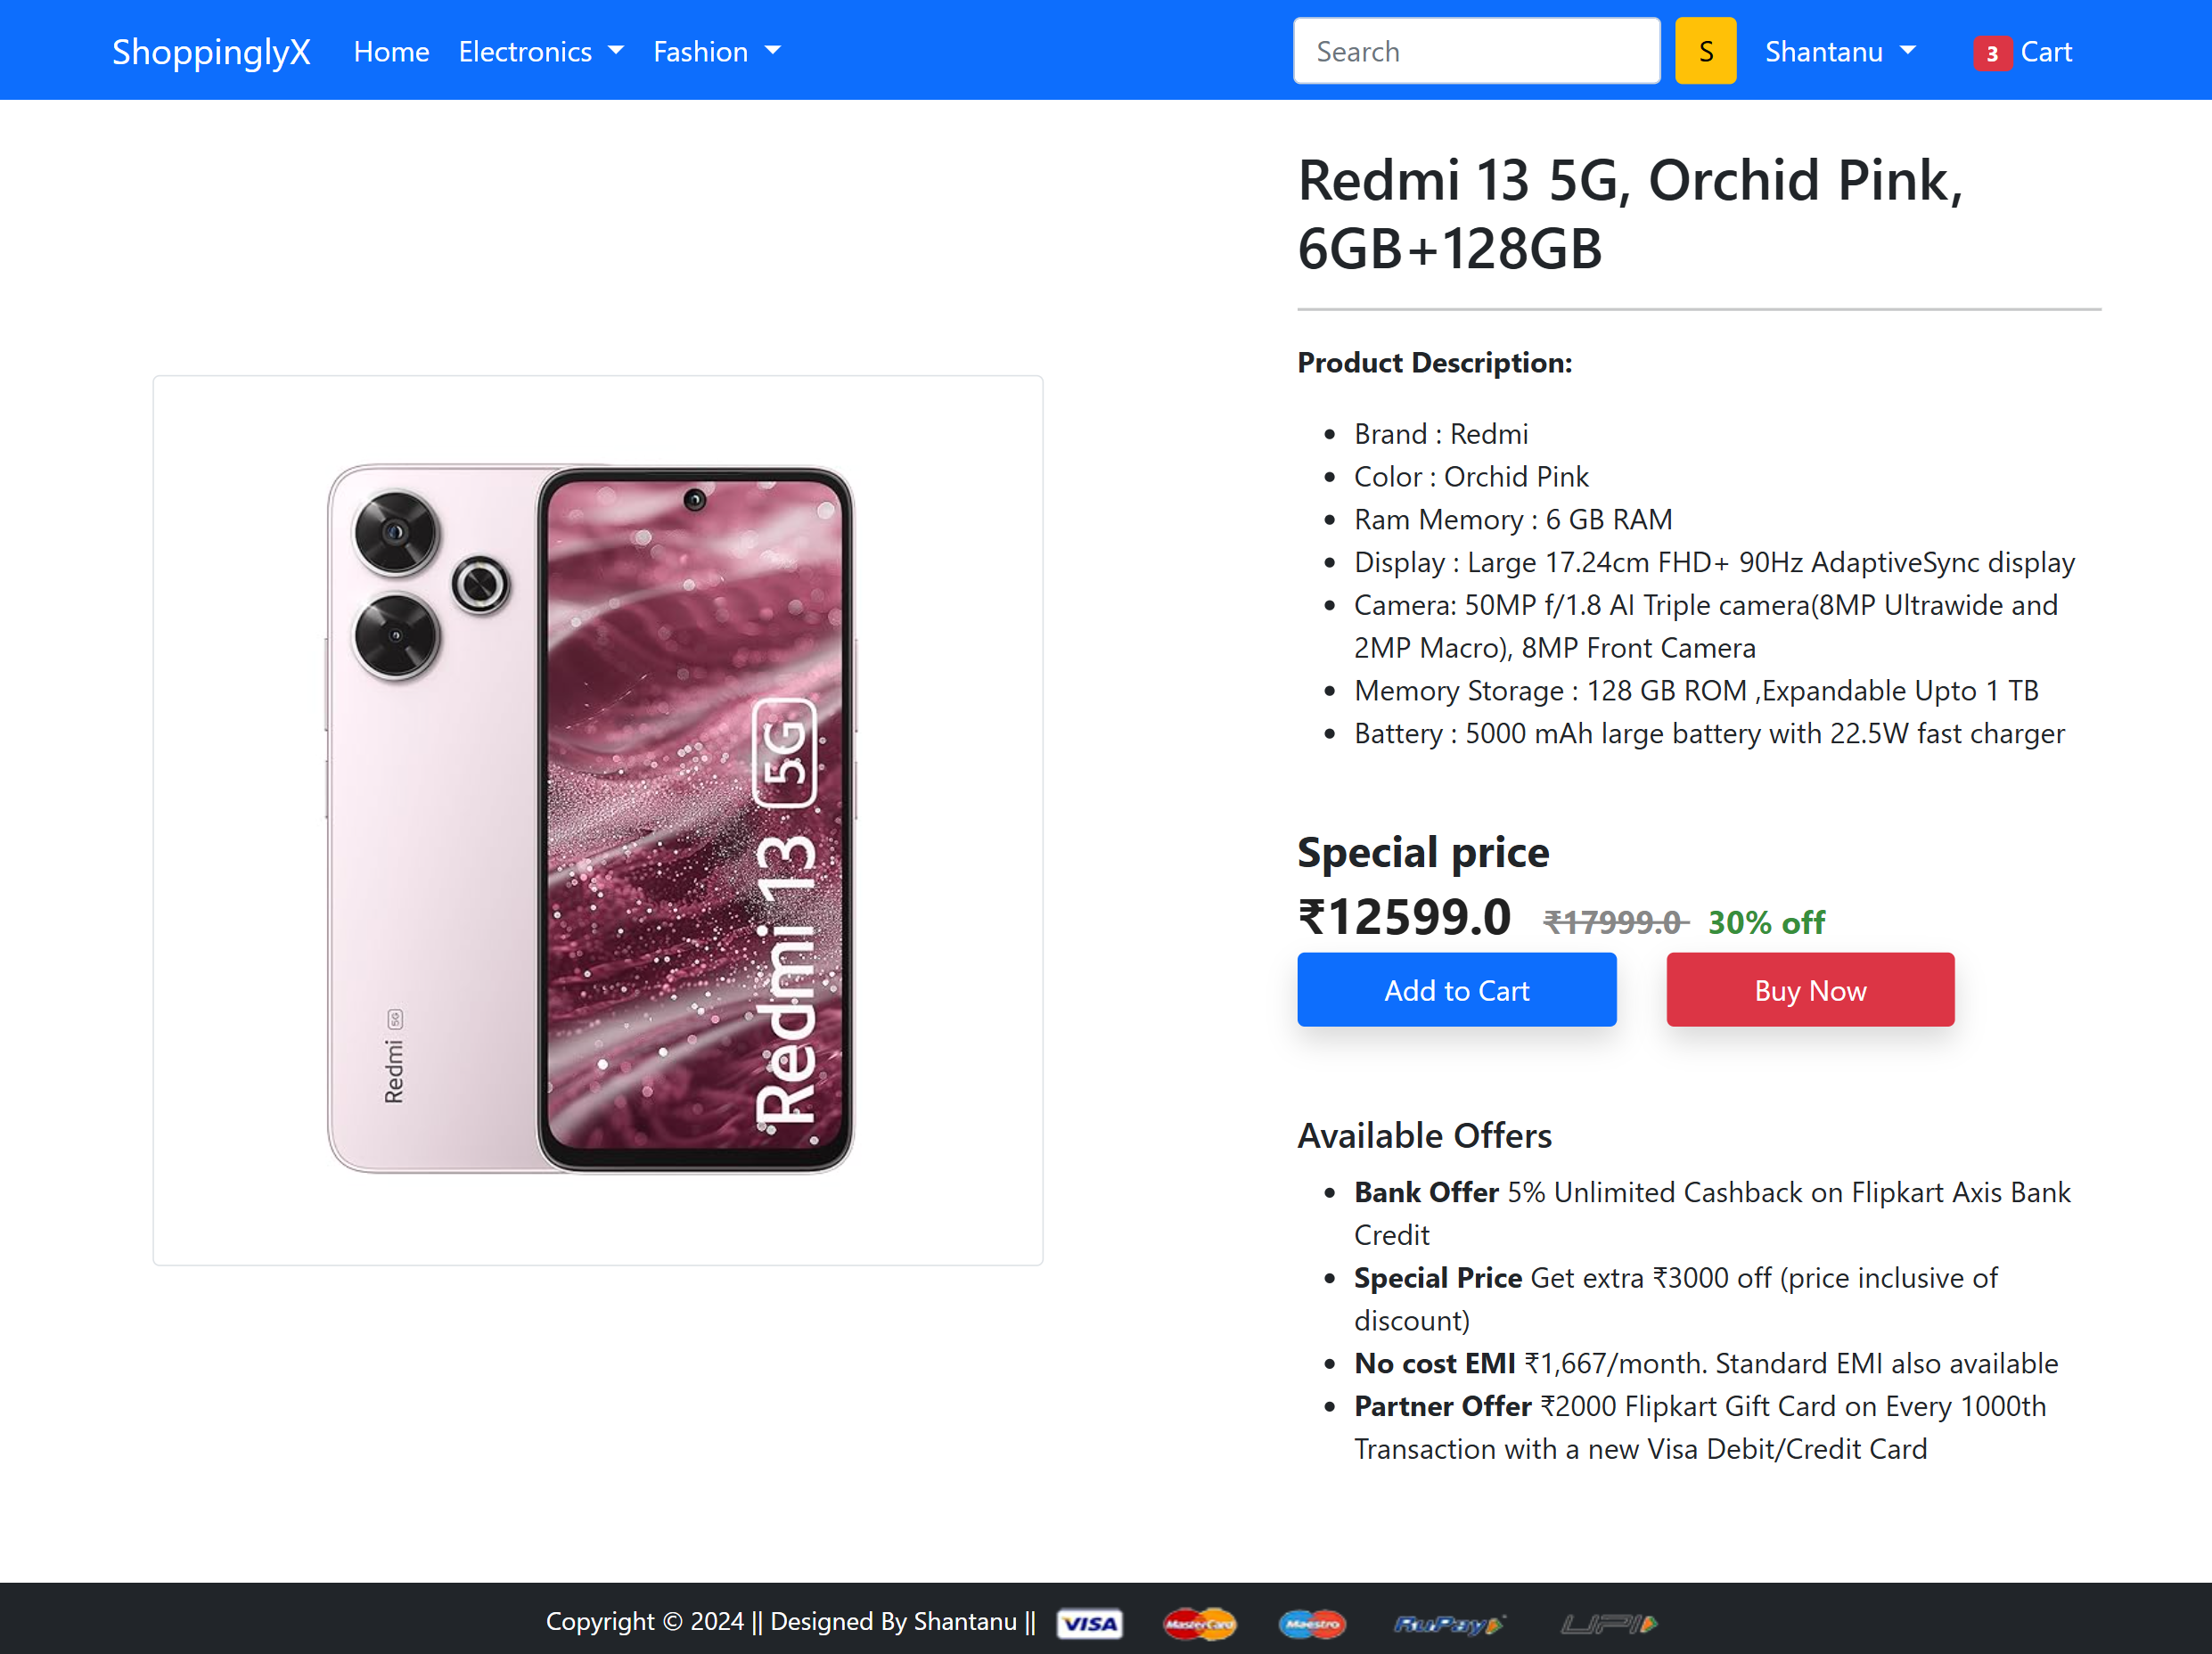 ShoppinglyX Home Electronics Fashion Search S Shantanu 3 Cart
Redmi 13 5G, Orchid Pink,
6GB+128GB
Product Description:
Brand : Redmi
Color : Orchid Pink
Ram Memory : 6 GB RAM
Display : Large 17.24cm FHD+ 90Hz AdaptiveSync display
Camera: 50MP f/1.8 AI Triple camera(8MP Ultrawide and
2MP Macro), 8MP Front Camera
Memory Storage : 128 GB ROM ,Expandable Upto 1 TB
Battery : 5000 mAh large battery with 22.5W fast charger
Redmi 5G
Redmi 13 5G
Special price
₹12599.0 ₹17999.0 30% off
Add to Cart Buy Now
Available Offers
Bank Offer 5% Unlimited Cashback on Flipkart Axis Bank
Credit
Special Price Get extra ₹3000 off (price inclusive of
discount)
No cost EMI ₹1,667/month. Standard EMI also available
Partner Offer ₹2000 Flipkart Gift Card on Every 1000th
Transaction with a new Visa Debit/Credit Card
Copyright © 2024 || Designed By Shantanu || VISA MasterCard Maestro RuPay UPI